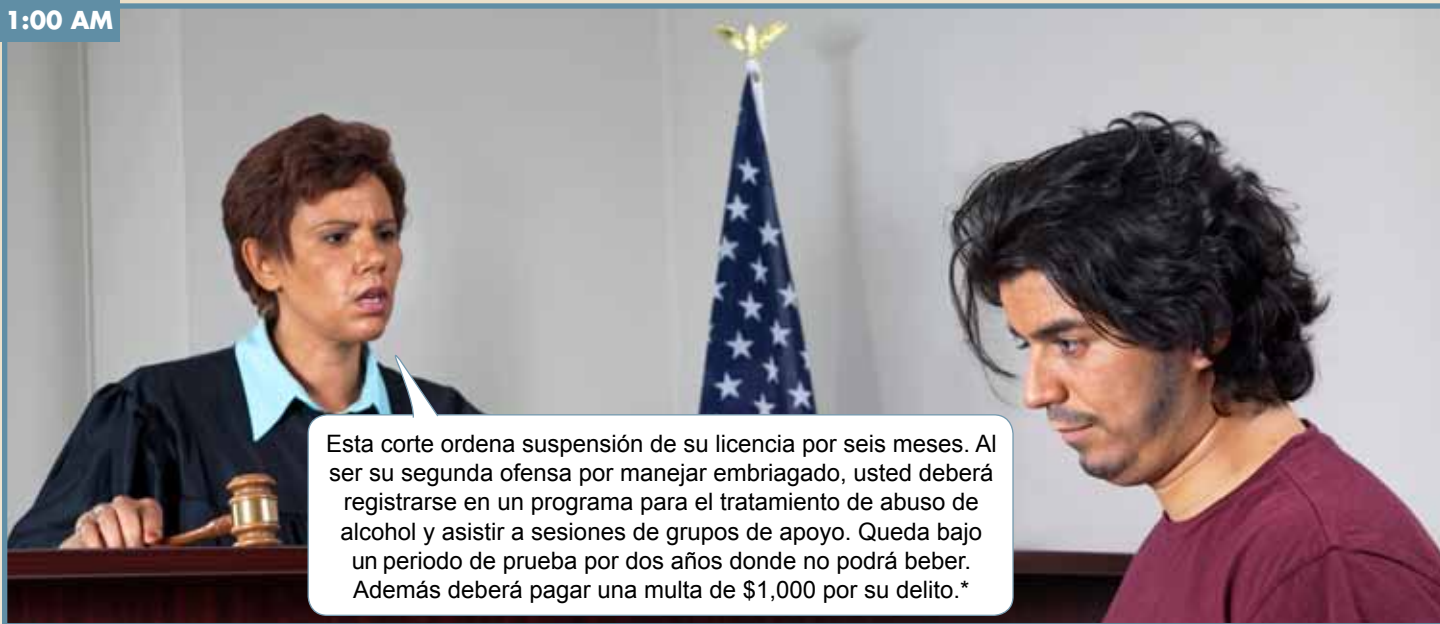 1:00 AM
Esta corte ordena suspensión de su licencia por seis meses. Al
ser su segunda ofensa por manejar embriagado, usted deberá
registrarse en un programa para el tratamiento de abuso de
alcohol y asistir a sesiones de grupos de apoyo. Queda bajo
un periodo de prueba por dos años donde no podrá beber.
Además deberá pagar una multa de $1,000 por su delito.*